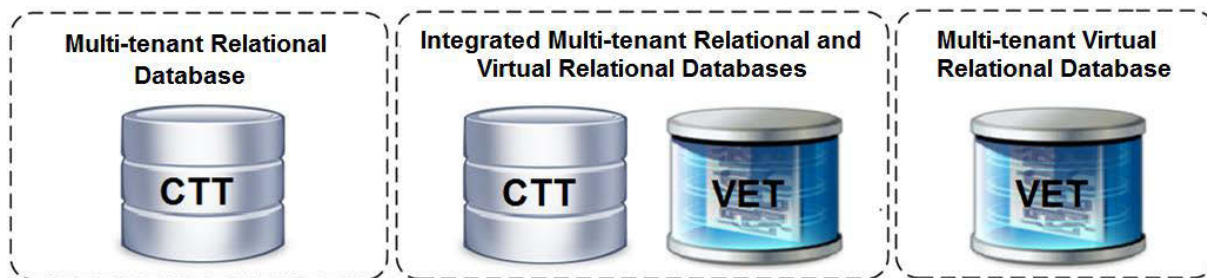 Multi-tenant Relational
Database
CTT
Integrated Multi-tenant Relational and
Virtual Relational Databases
CTT
VET
Multi-tenant Virtual
Relational Database
VET